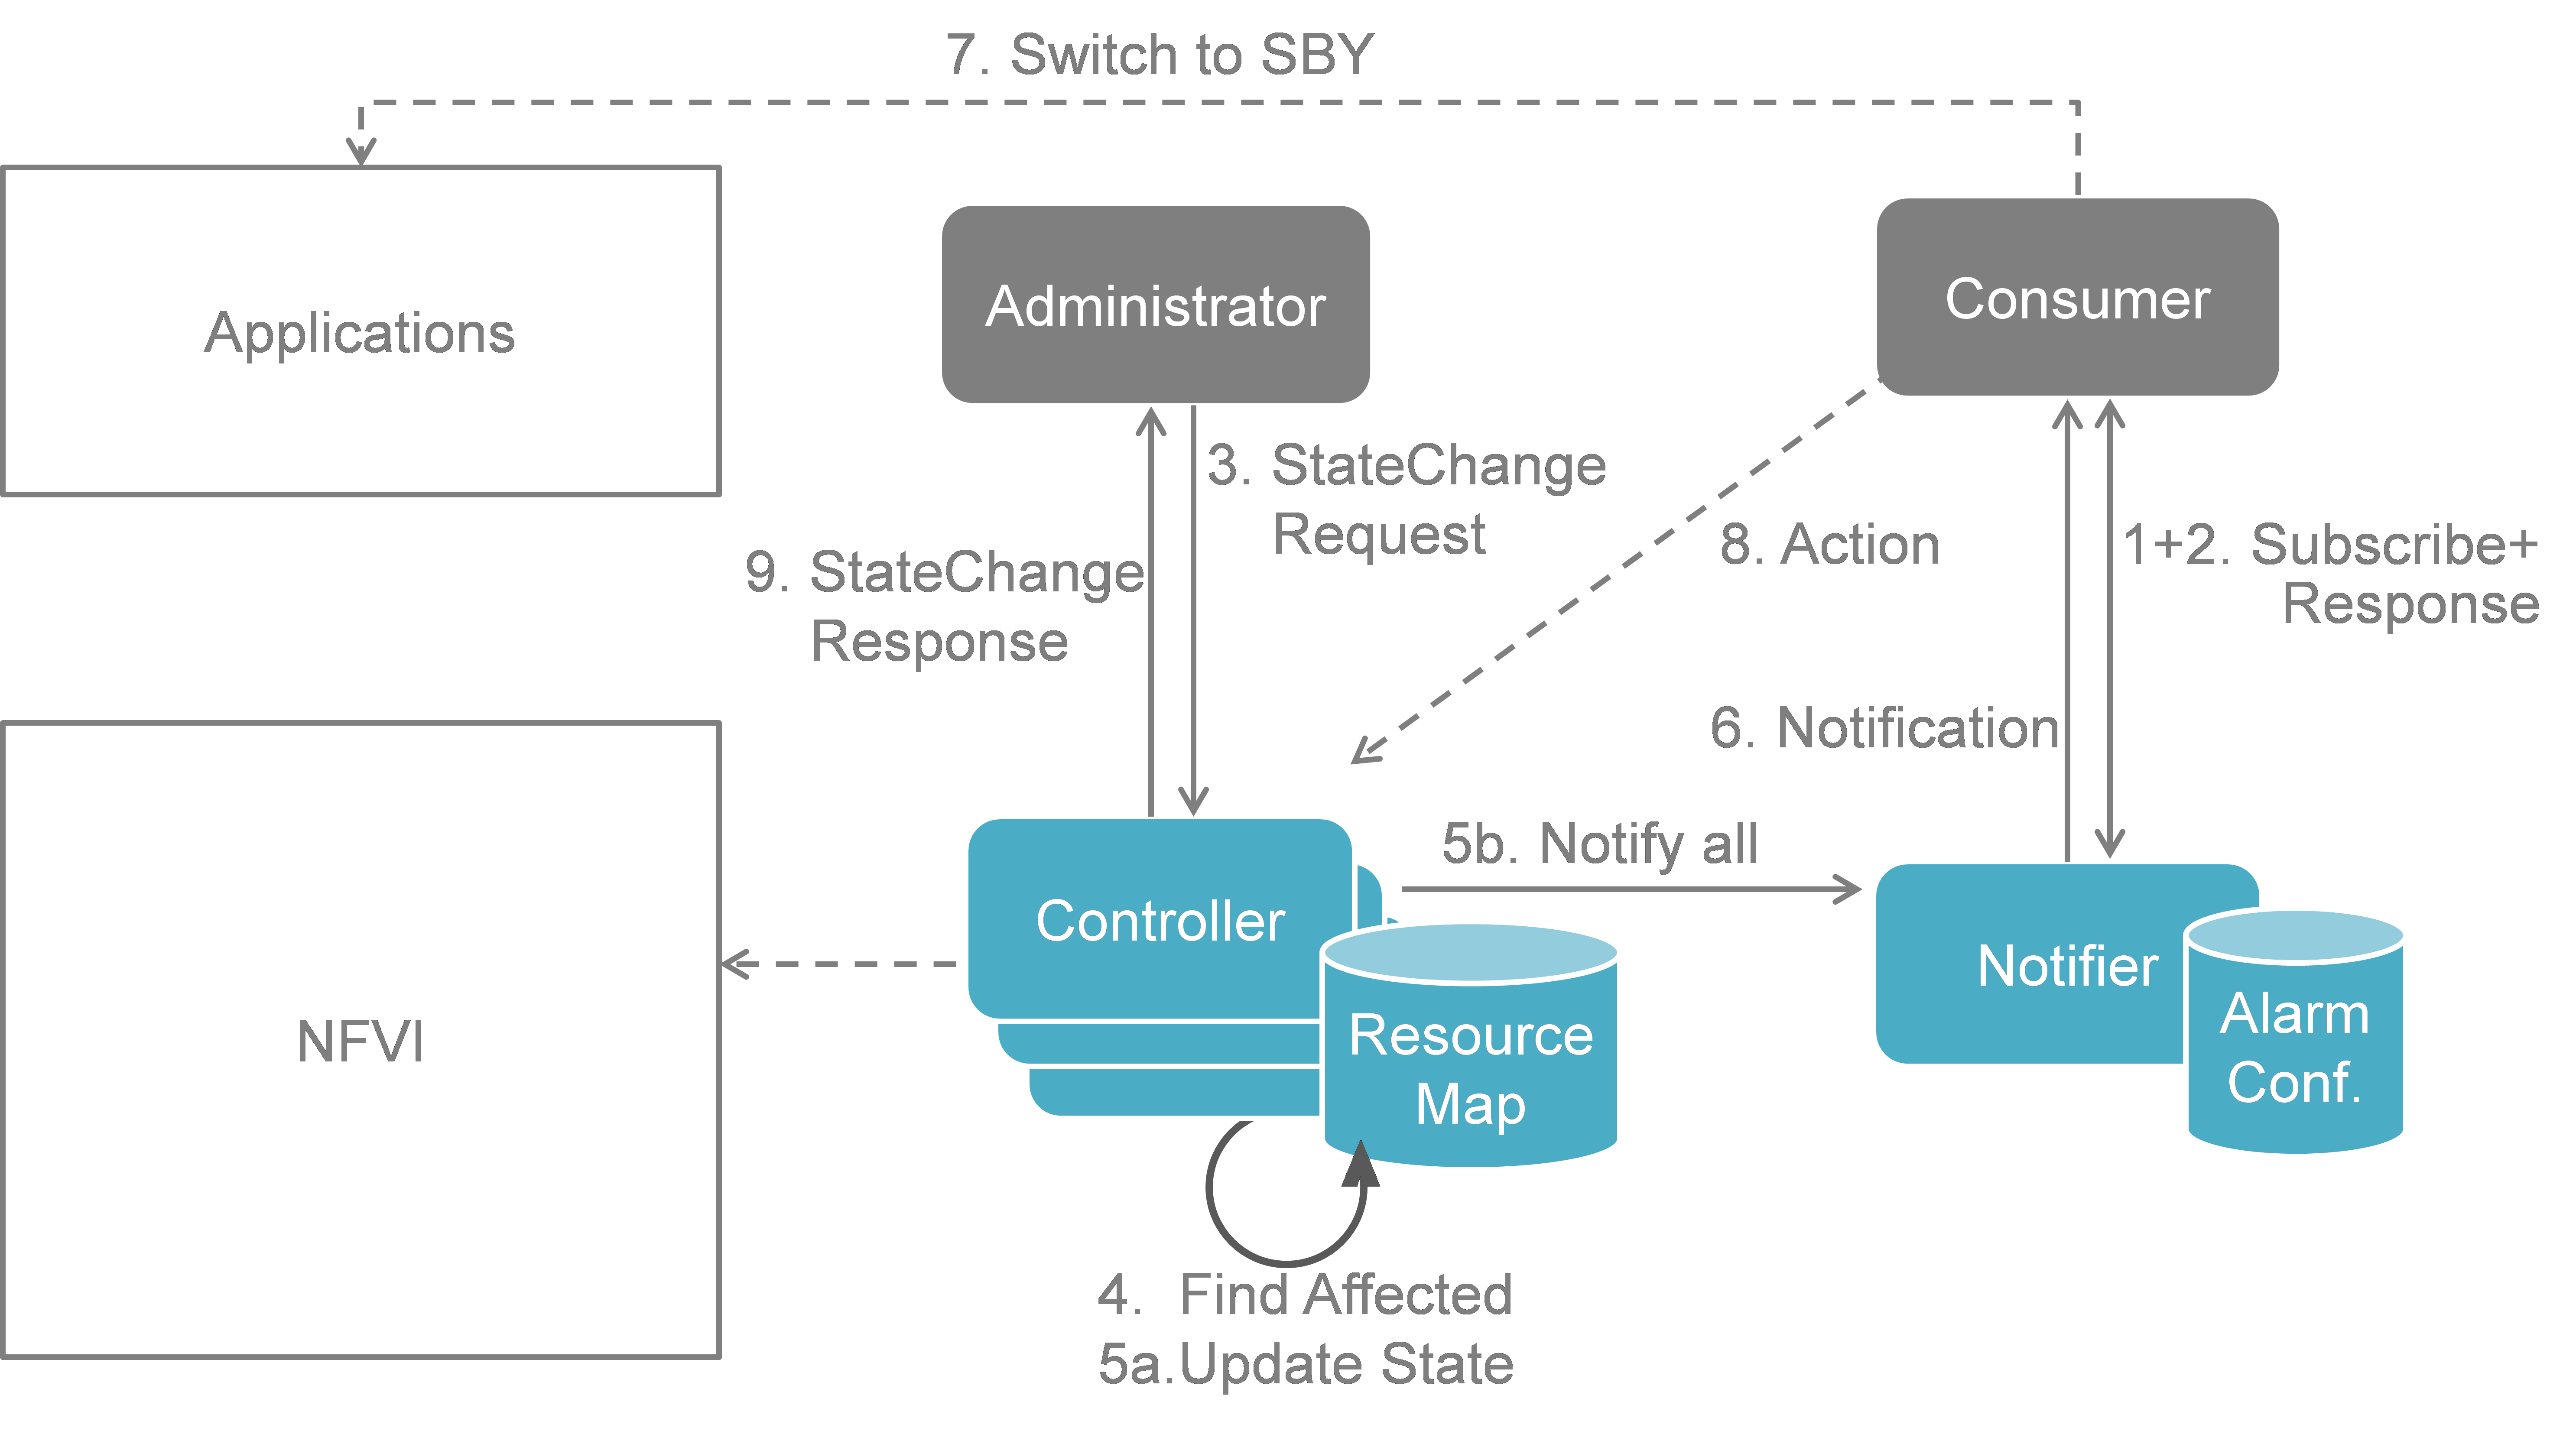 7. Switch to SBY
Applications
Administrator
Consumer
3. StateChange
Request
9. StateChange
Response
8. Action
1+2. Subscribe+
Response
6. Notification
5b. Notify all
Controller
Resource
Map
Notifier
Alarm
Conf.
NFVI
4. Find Affected
5a.Update State